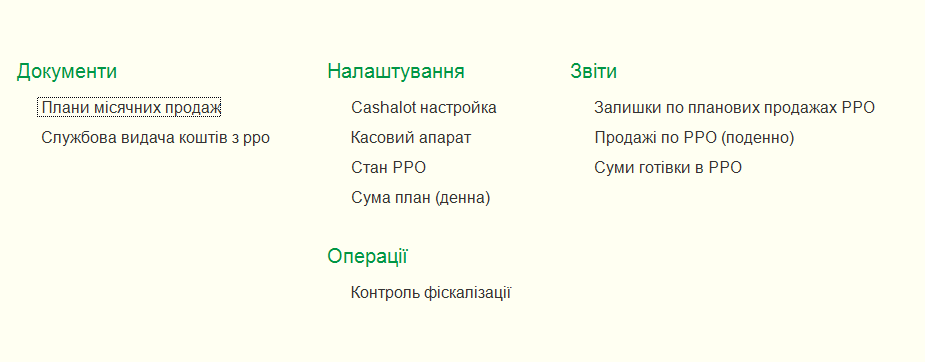 Документи
Плани місячних продаж
Службова видача коштів з рро
Налаштування
Cashalot настройка
Касовий апарат
Стан РРО
Сума план (денна)
Операції
Контроль фіскалізації
Звіти
Залишки по планових продажах РРО
Продажі по РРО (поденно)
Суми готівки в РРО